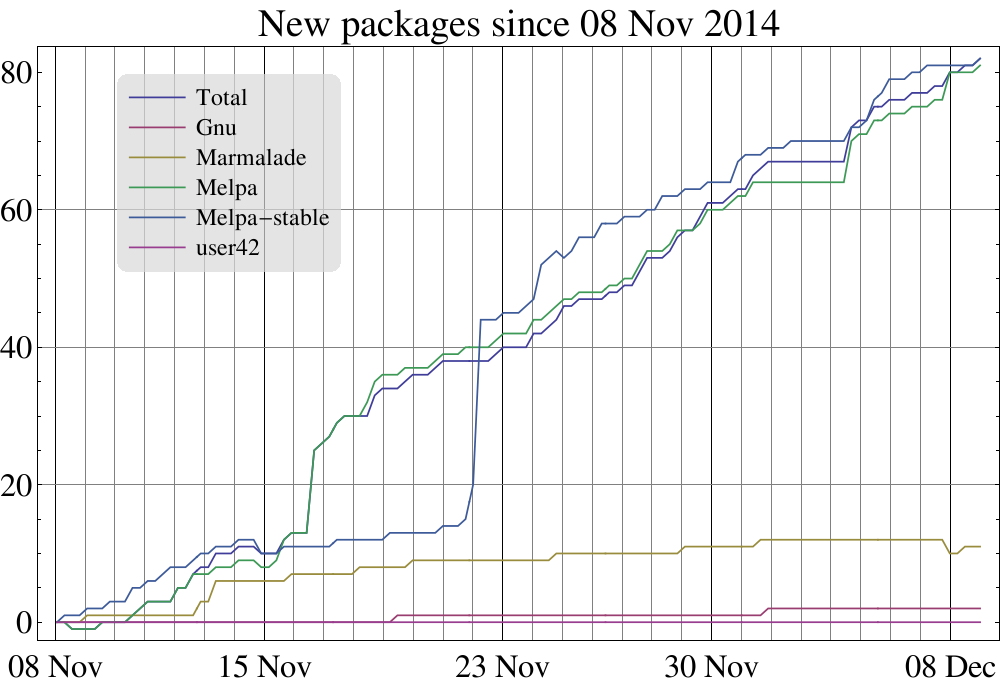 New packages since 08 Nov 2014
80
60
40
20
0
Total
Gnu
Marmalade
Melpa
Melpa−stable
user42
08 Nov 15 Nov 23 Nov 30 Nov 08 Dec